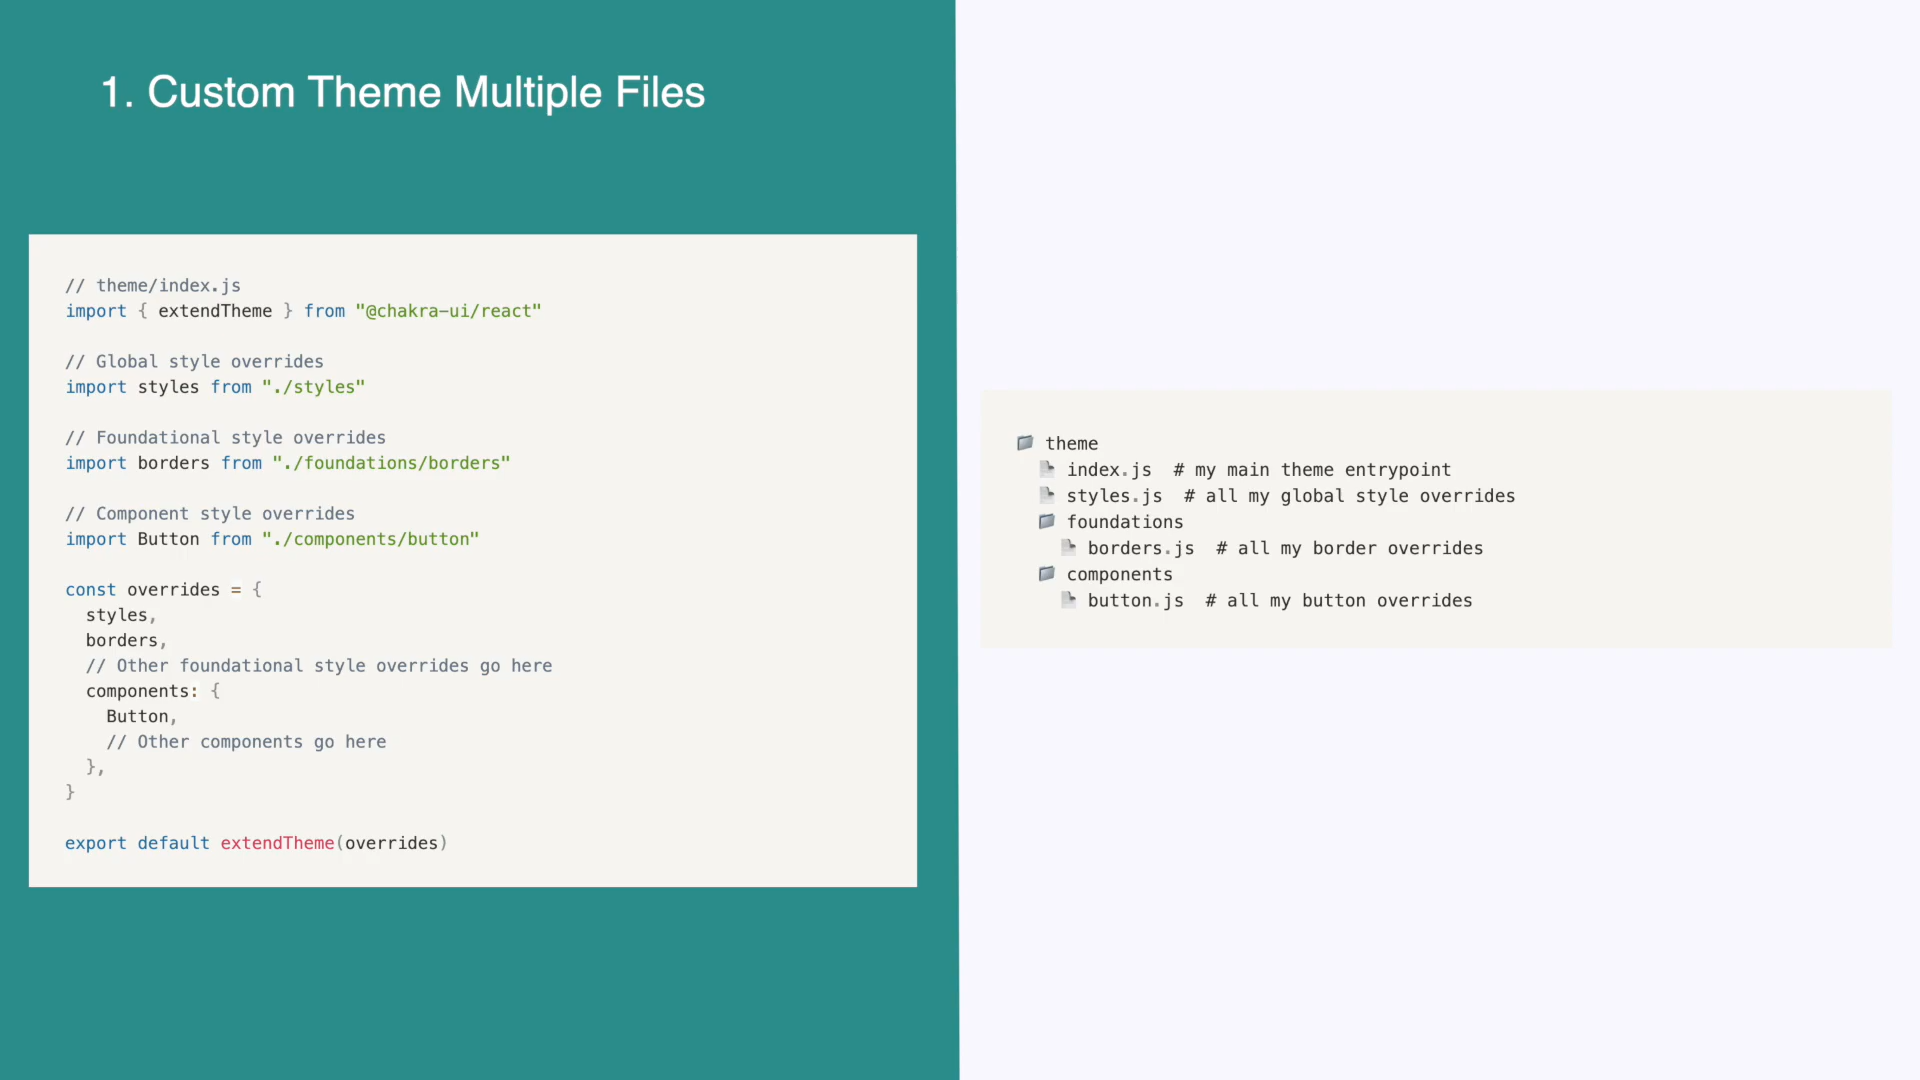 1. Custom Theme Multiple Files
// theme/index.js
import { extendTheme } from "@chakra-ui/react"
// Global style overrides
import styles from "./styles"
// Foundational style overrides
import borders from "./foundations/borders"
// Component style overrides
import Button from "./components/button"
const overrides = {
  styles,
  borders,
  // Other foundational style overrides go here
  components: {
    Button,
    // Other components go here
  },
}
export default extendTheme(overrides)
theme
index.js  # my main theme entrypoint
styles.js  # all my global style overrides
foundations
borders.js  # all my border overrides
components
button.js  # all my button overrides